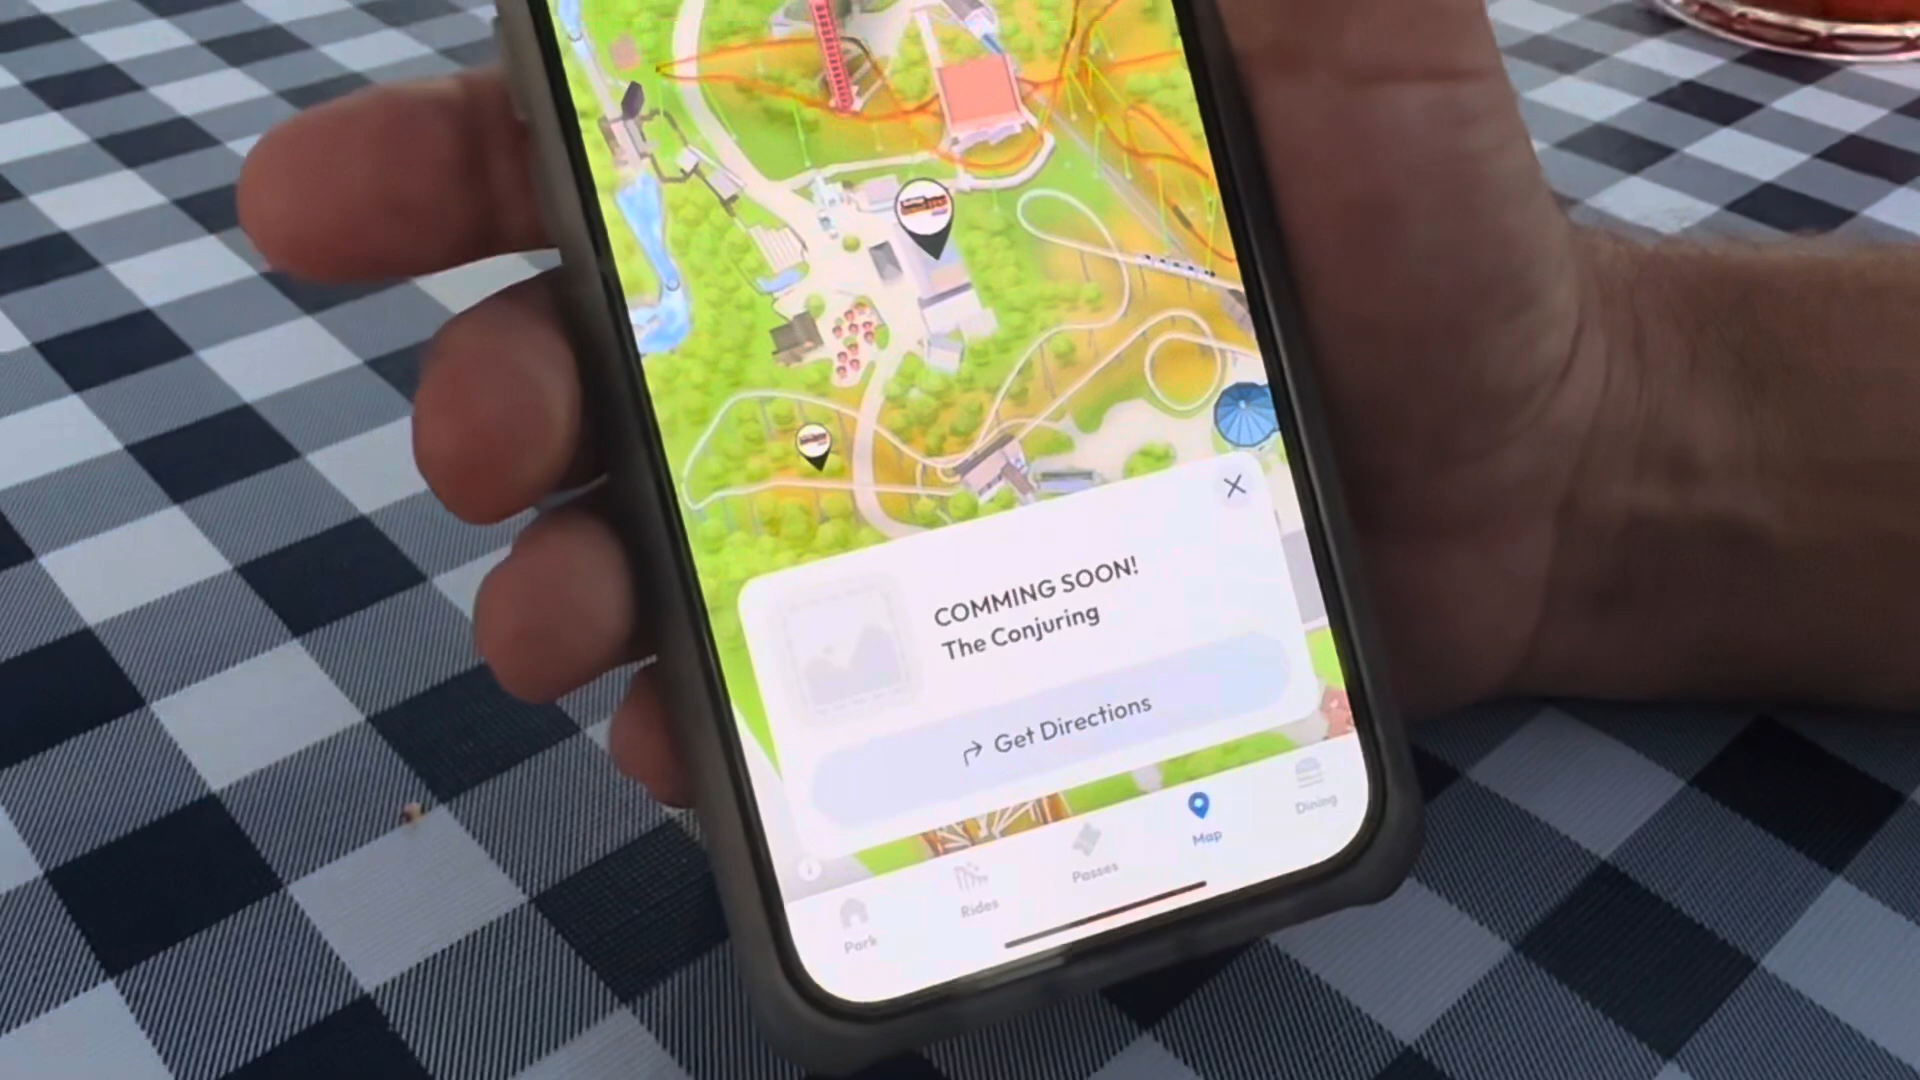 COMMING SOON!
The Conjuring
Get Directions
Park
Rides
Passes
Map
Dining